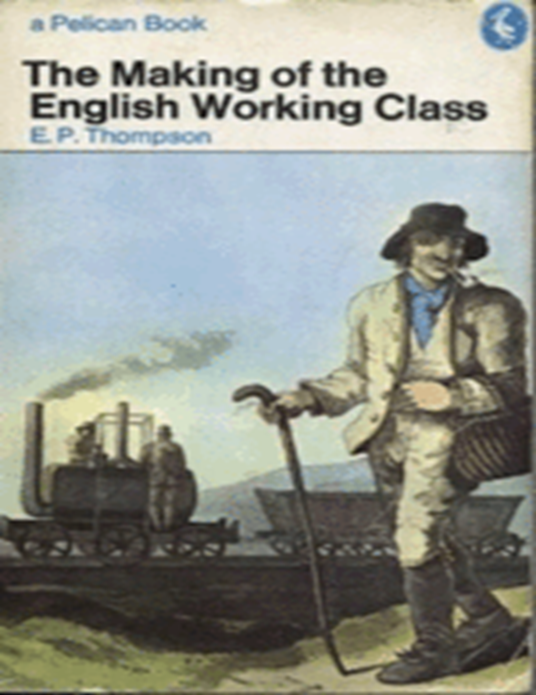 a Pelican Book
The Making of the
English Working Class
E. P. Thompson